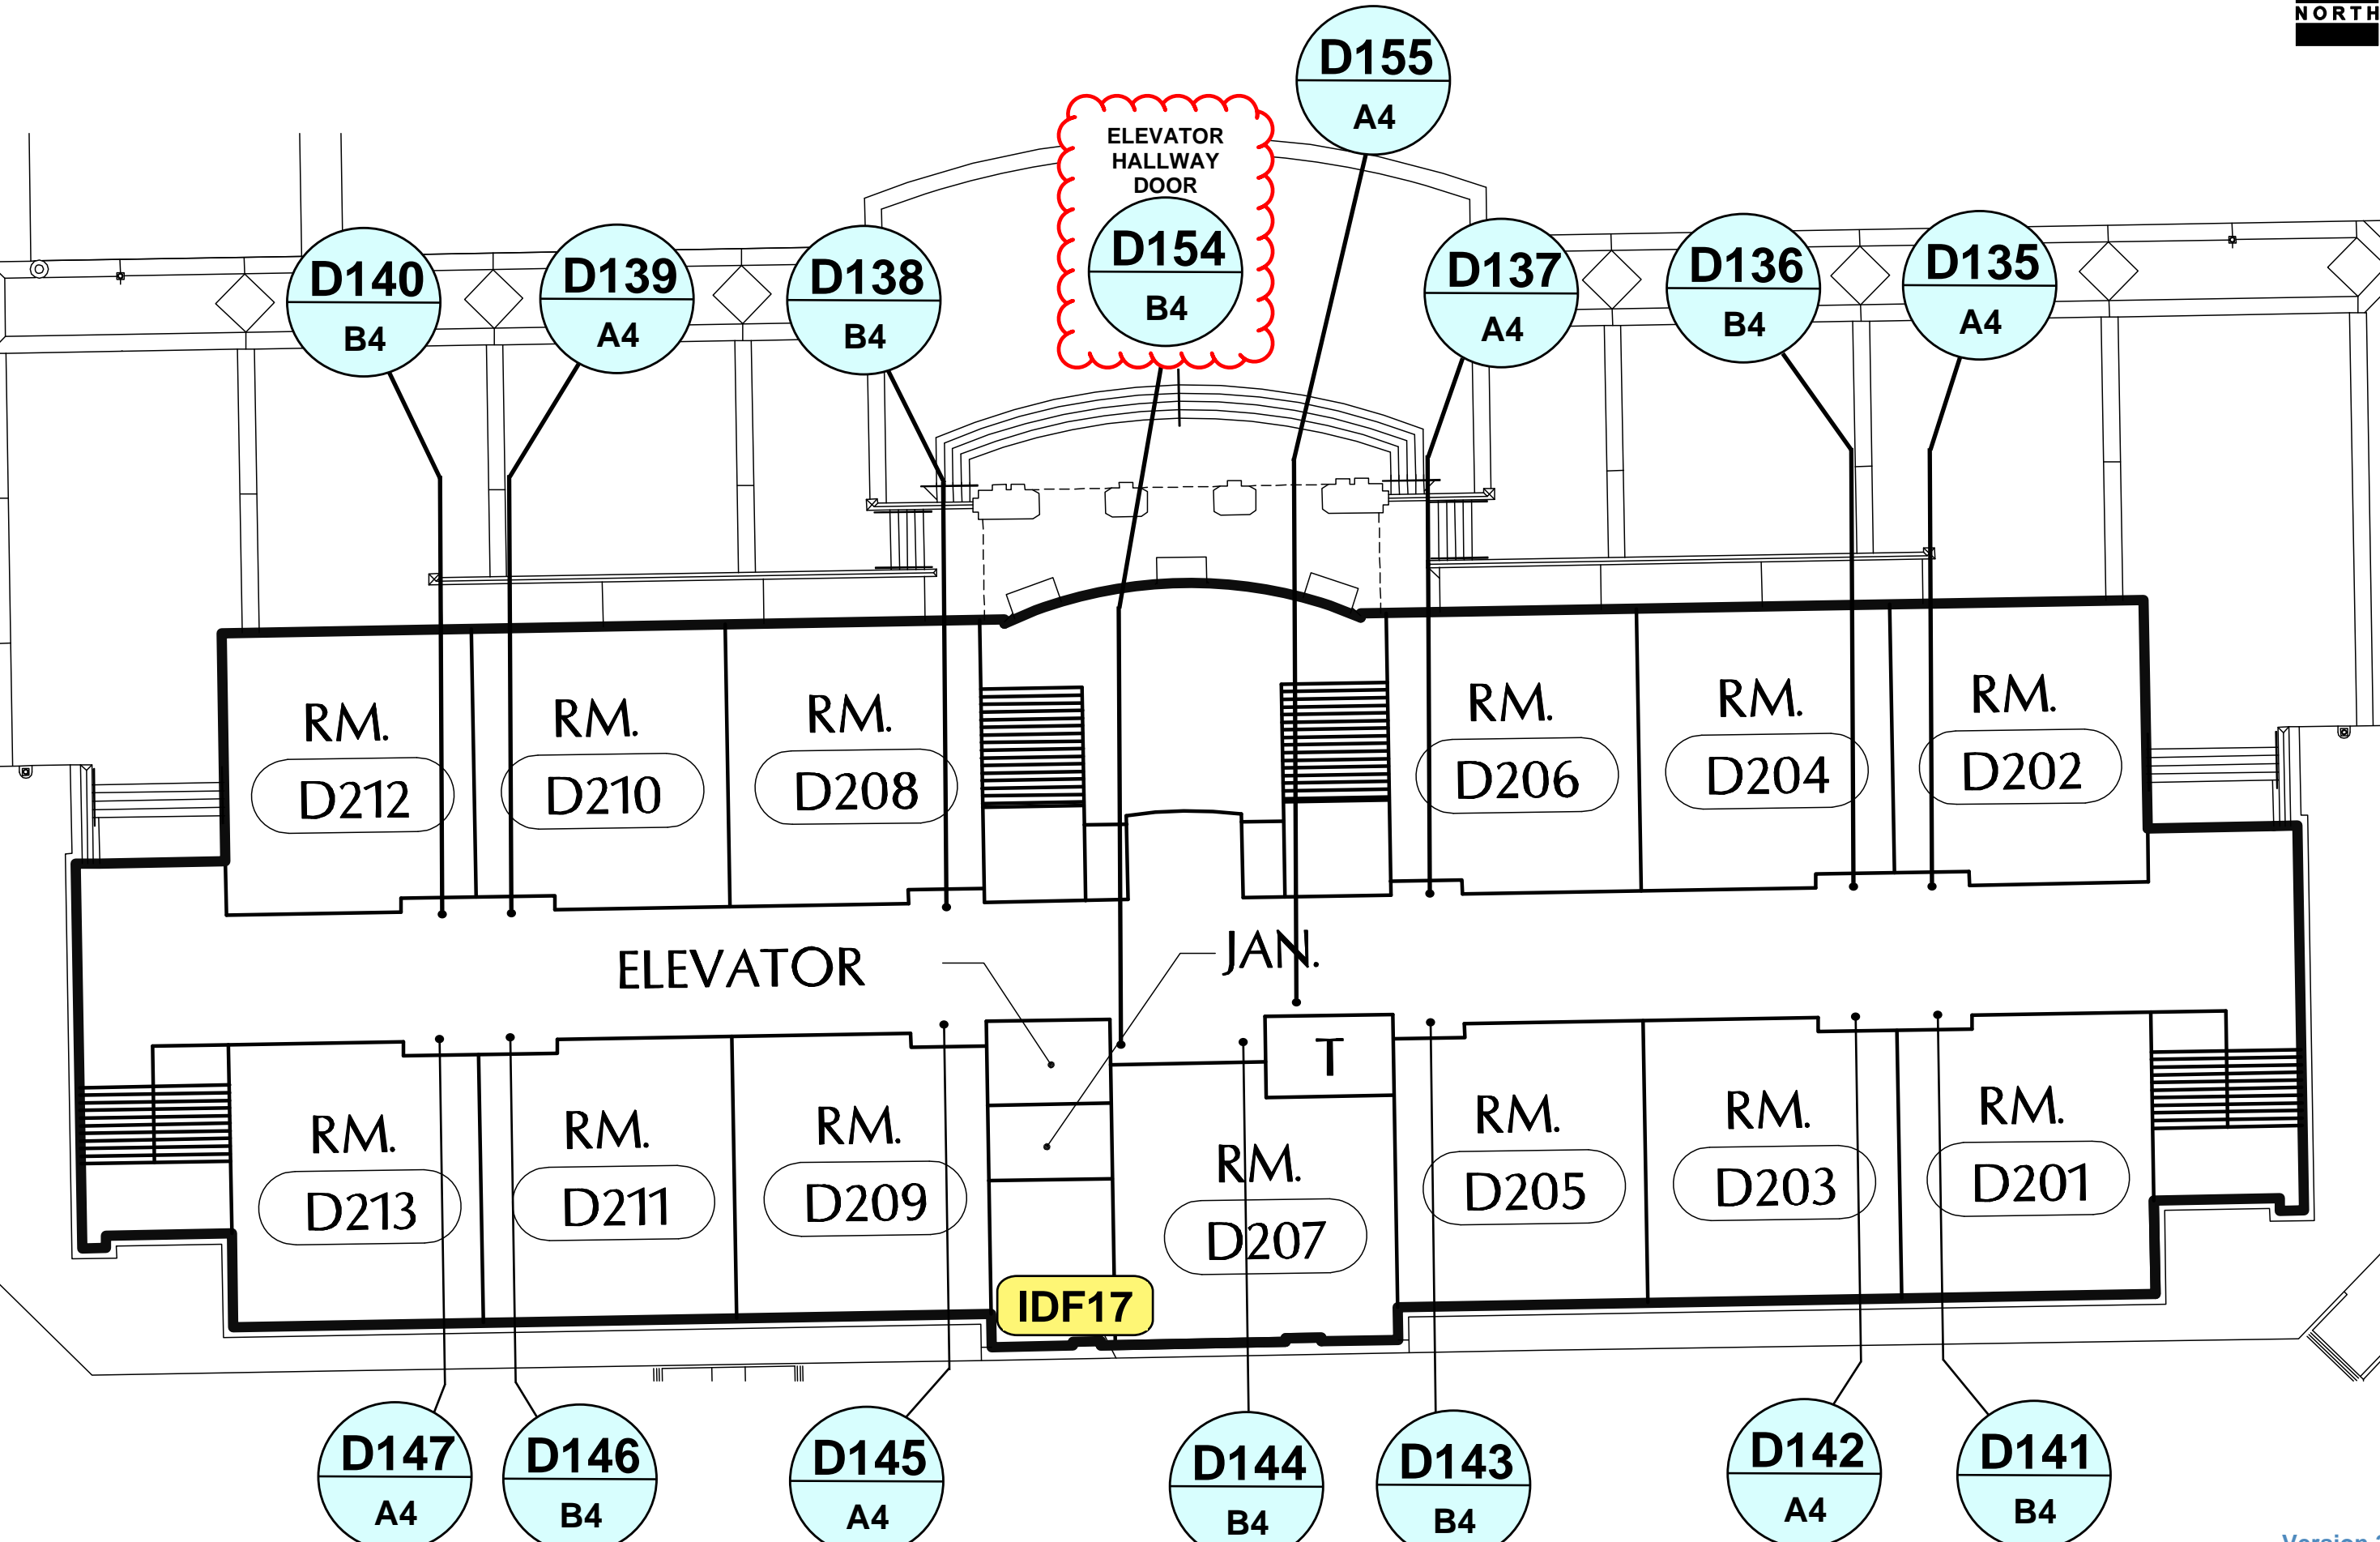 NORTH
D155
A4
ELEVATOR
HALLWAY
DOOR
D154
B4
D140
B4
D139
A4
D138
B4
D137
A4
D136
B4
D135
A4
RM.
D212
RM.
D210
RM.
D208
RM.
D206
RM.
D204
RM.
D202
ELEVATOR
JAN.
T
RM.
D213
RM.
D211
RM.
D209
RM.
D207
RM.
D205
RM.
D203
RM.
D201
IDF17
D147
A4
D146
B4
D145
A4
D144
B4
D143
B4
D142
A4
D141
B4
Version